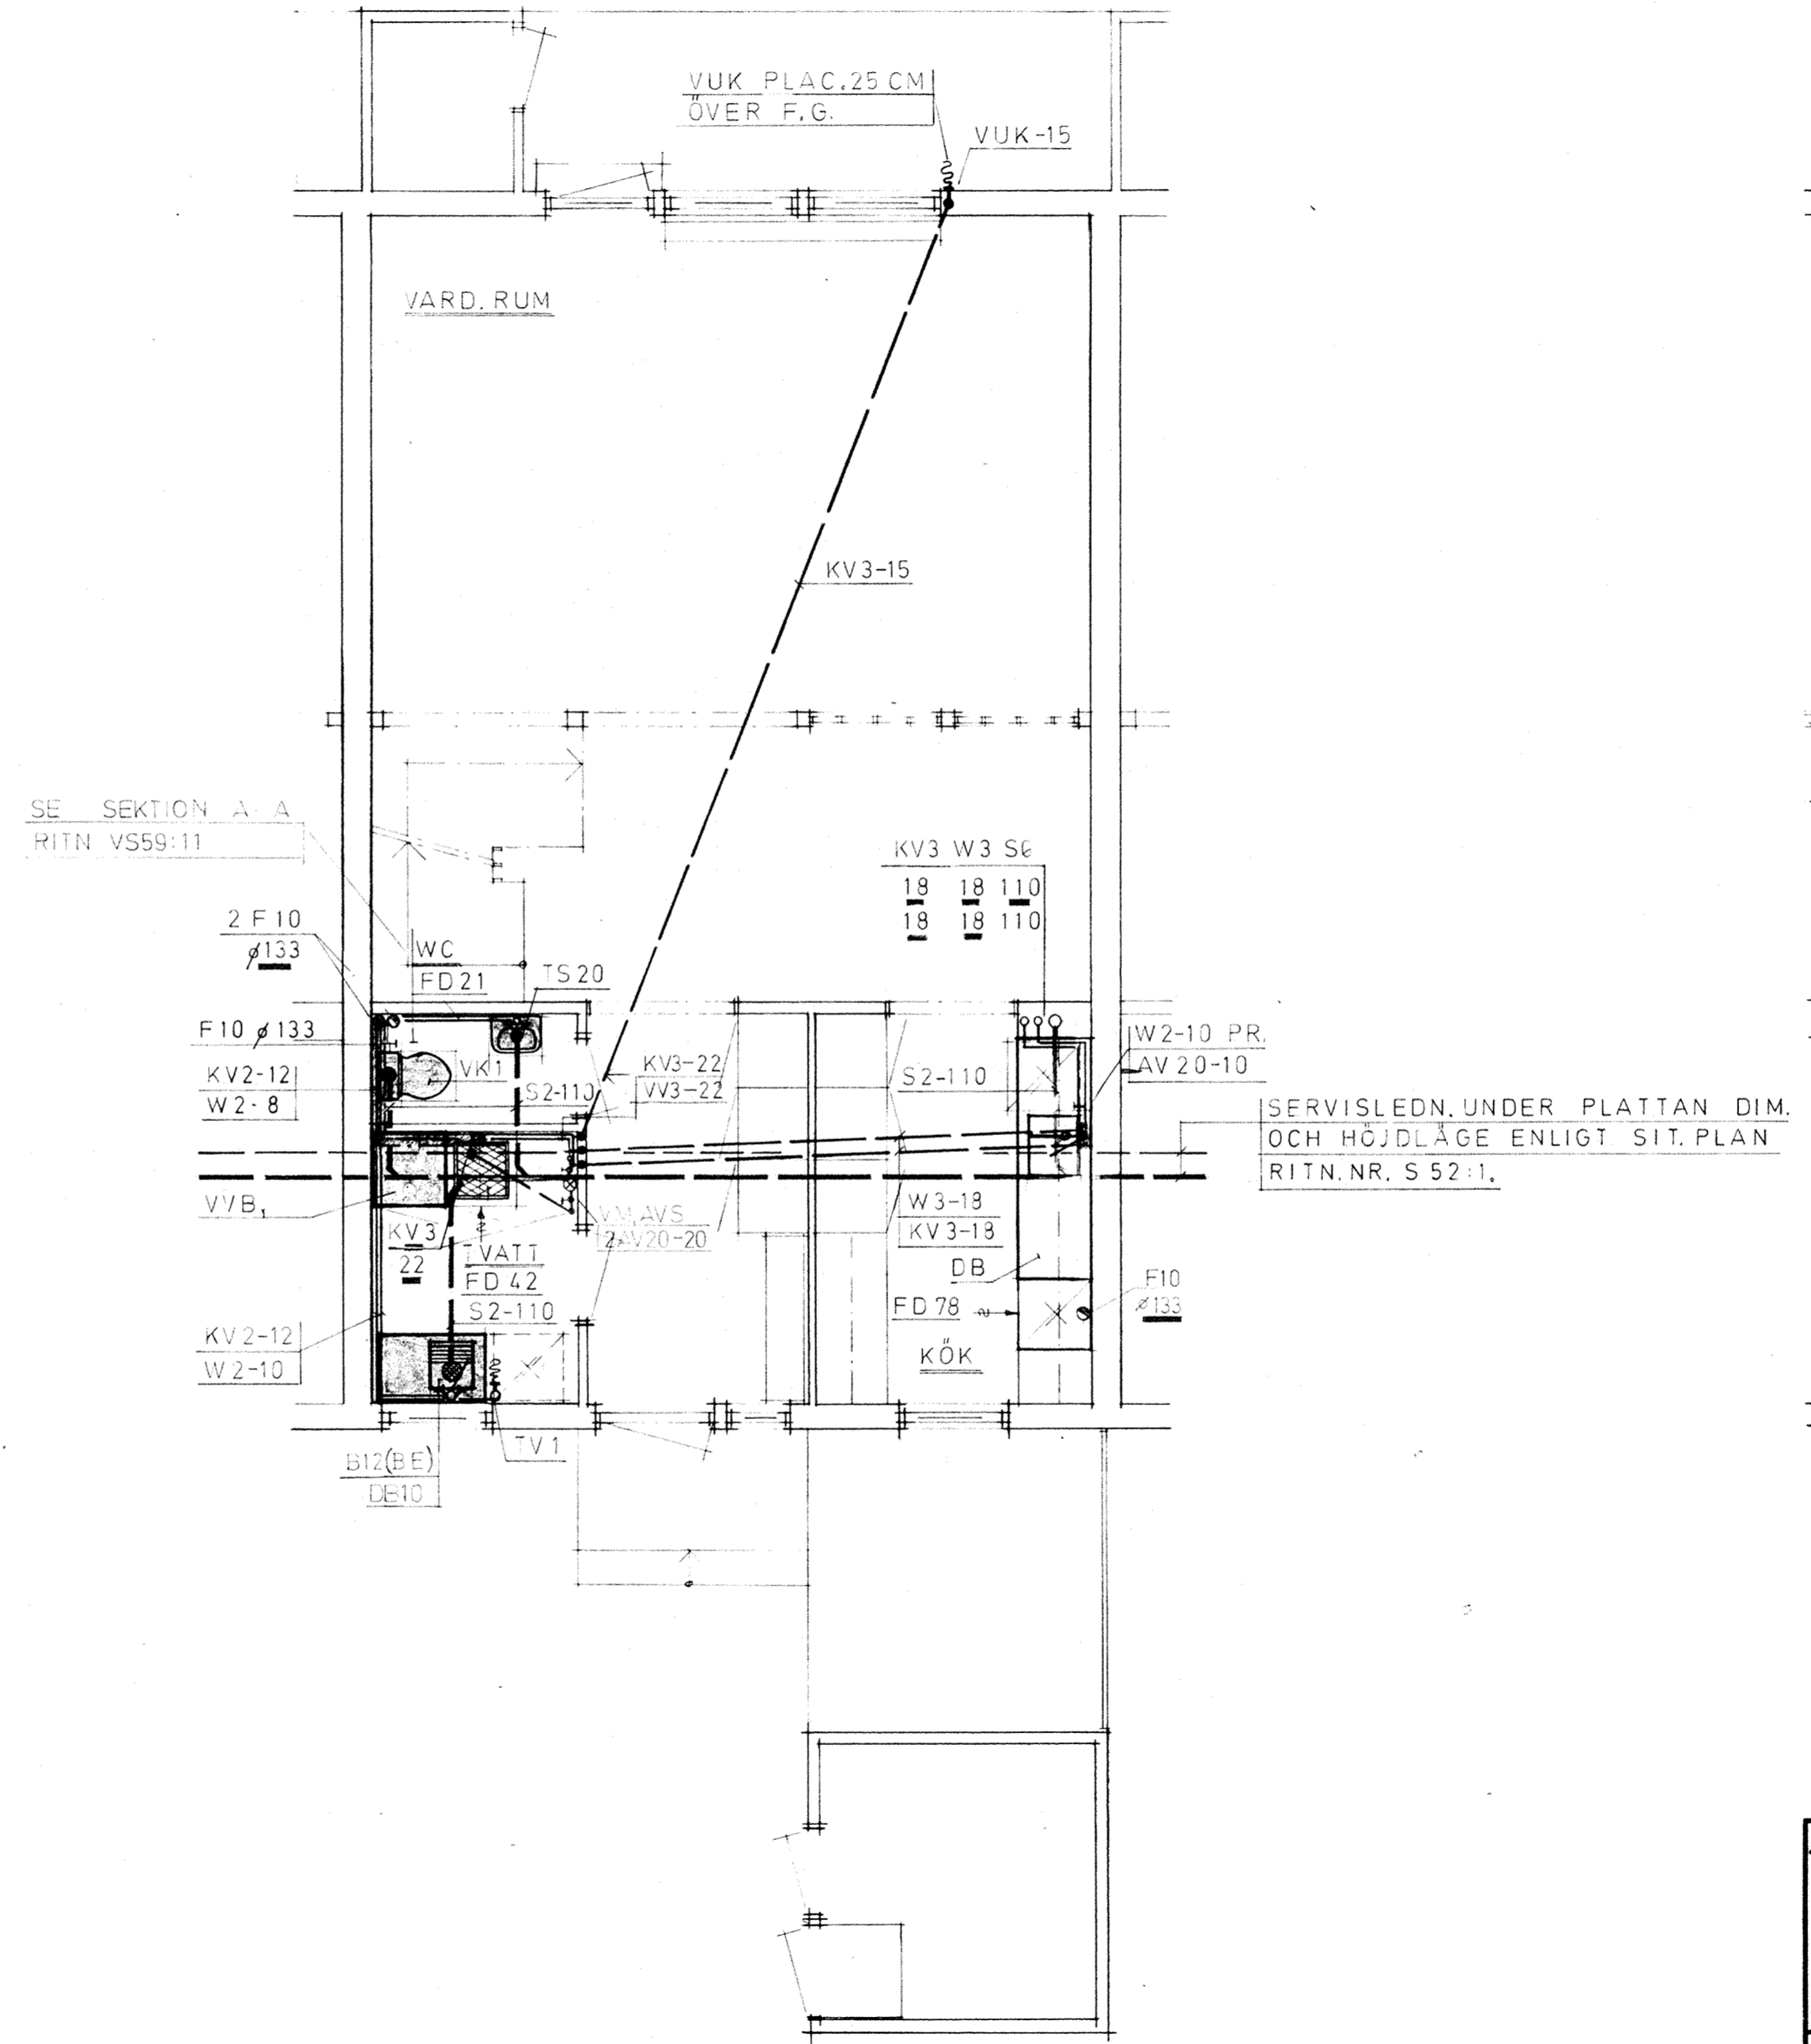 VUK PLAC. 25 CM
ÖVER F.G.
VUK-15
VARD. RUM
KV3-15
SE SEKTION A-A
RITN VS59:11
KV3 W3 S6
18 18 110
18 18 110
2 F10
ø133
WC
FD21
TS20
F10 ø133
KV2-12
W2-8
VK1
S2-110
KV3-22
VV3-22
S2-110
W2-10 PR.
AV20-10
SERVISLEDN. UNDER PLATTAN DIM.
OCH HÖJDLÄGE ENLIGT SIT. PLAN
RITN. NR. S 52:1.
VVB,
KV3
22
TVATT
FD 42
S2-110
VM, AVS
2AV20-20
W3-18
KV3-18
DB
FD78
F10
ø133
KÖK
KV2-12
W2-10
TV1
B12(BE)
DB10